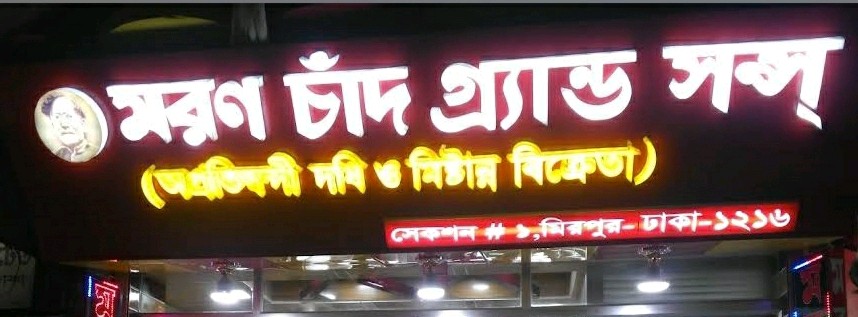 মরণ চাঁদ গ্র্যান্ড সন্স্
(অপ্রতিদ্বন্দ্বী দধি ও মিষ্টান্ন বিক্রেতা)
সেকশন # ১,মিরপুর- ঢাকা-১২১৬